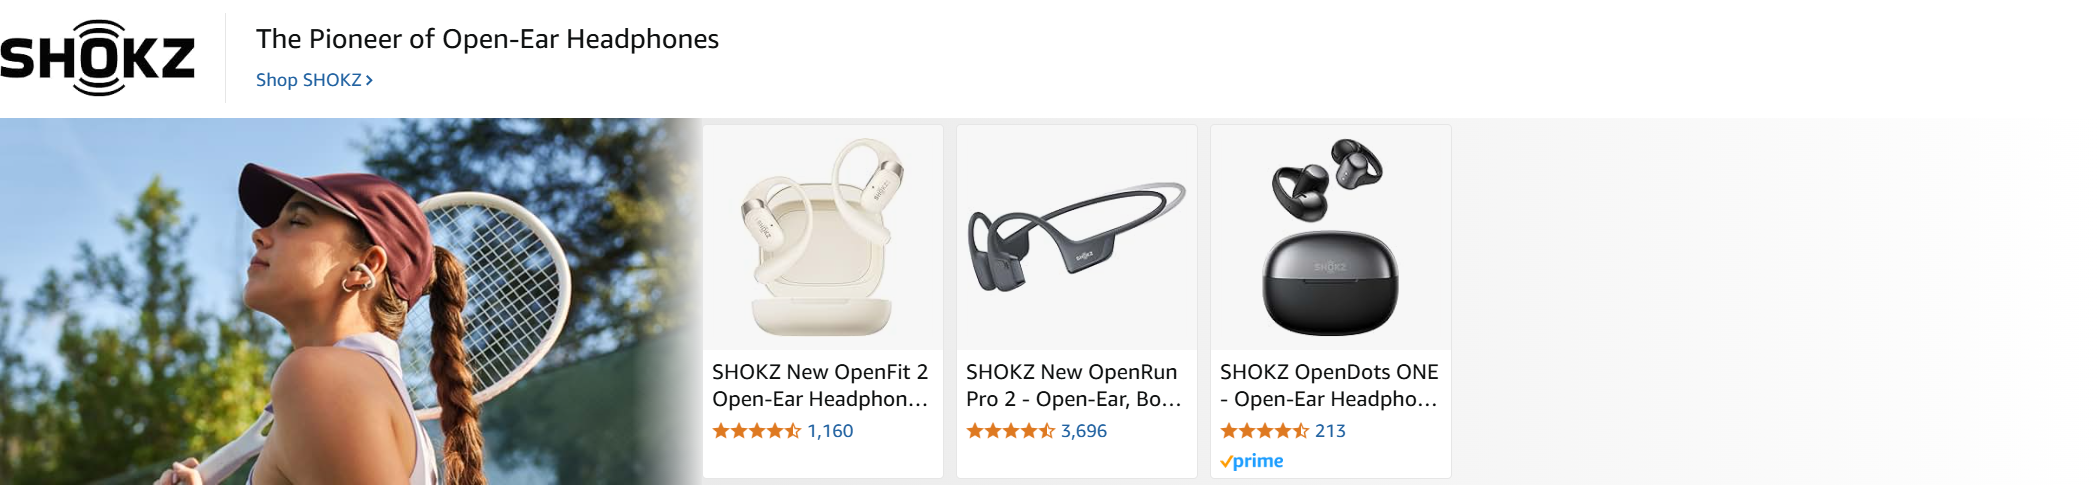 SHOKZ
The Pioneer of Open-Ear Headphones
Shop SHOKZ >
SHOKZ
SHOKZ
SHOKZ
SHOKZ
SHOKZ New OpenFit 2
Open-Ear Headphon...
1,160
SHOKZ New OpenRun
Pro 2 - Open-Ear, Bo...
3,696
SHOKZ OpenDots ONE
- Open-Ear Headpho...
213
prime